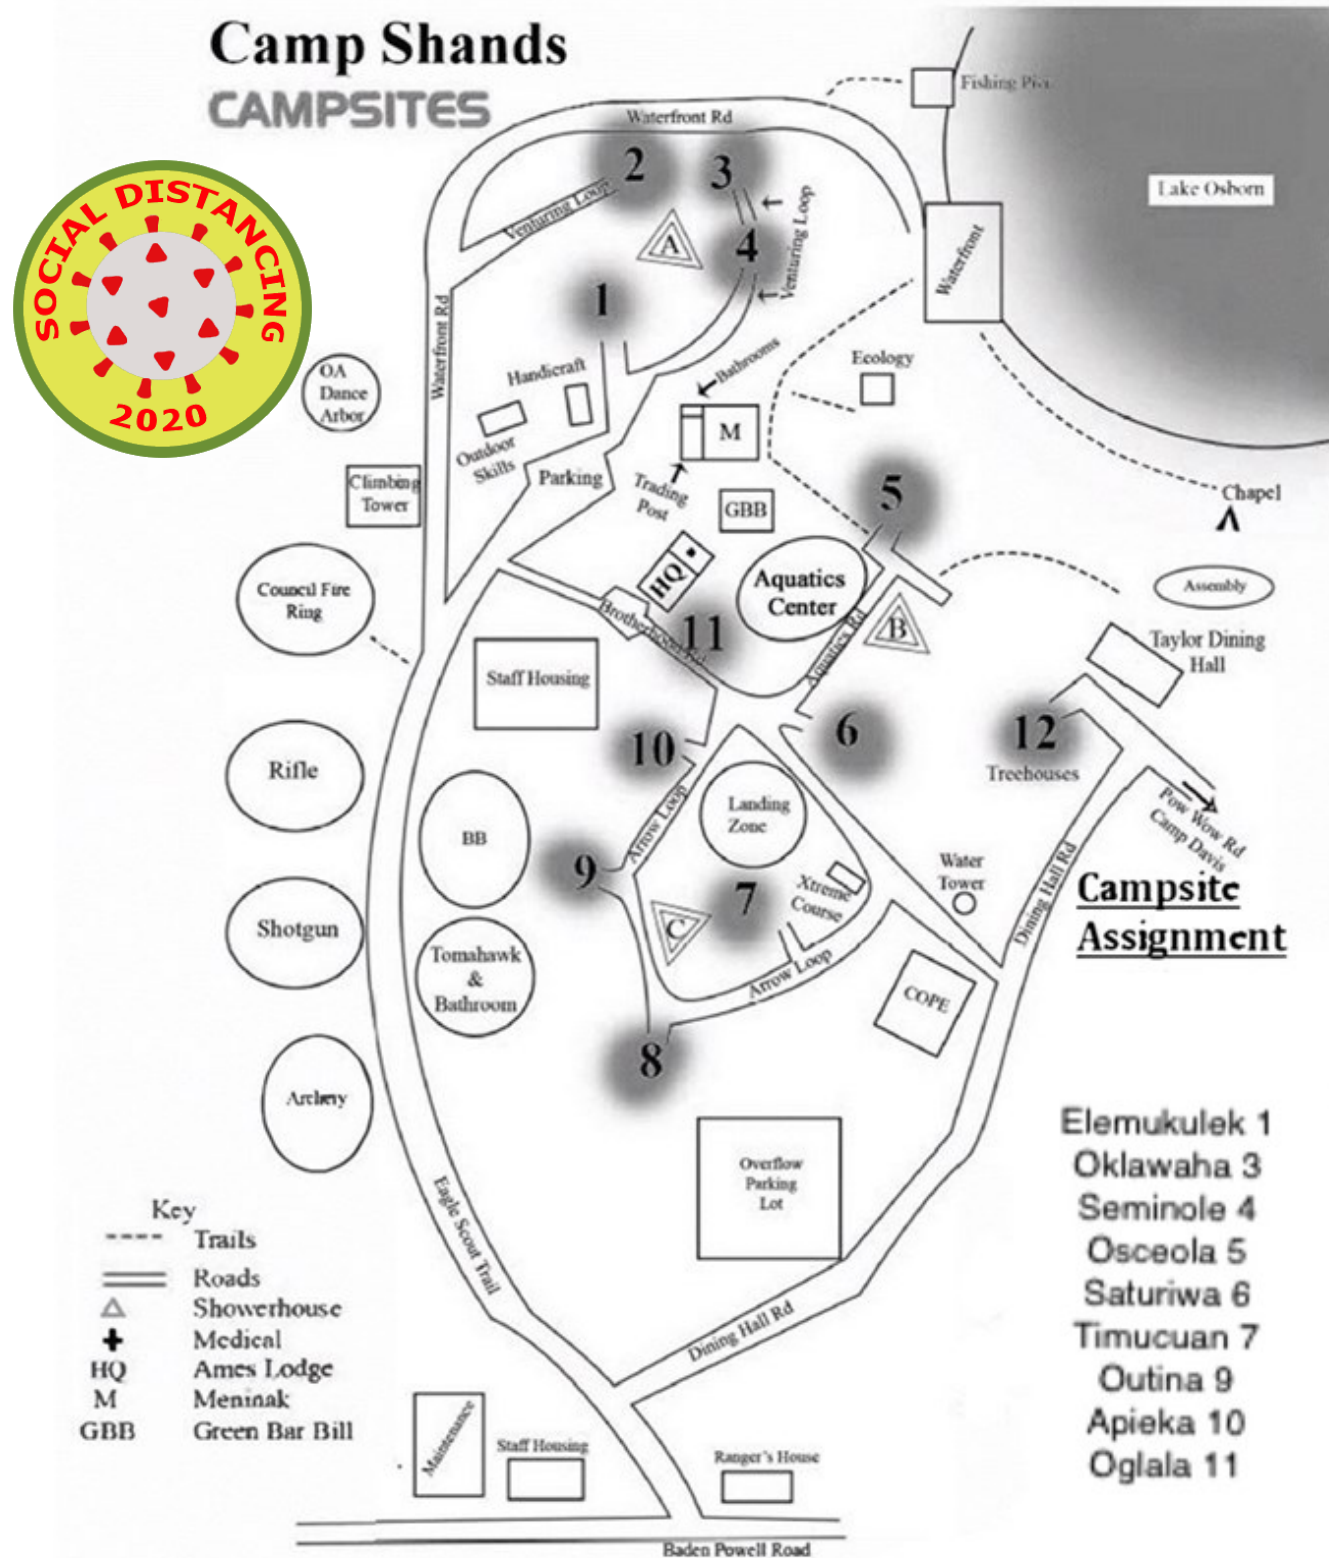 Camp Shands
CAMPSITES
SOCIAL DISTANCING
2020
Waterfront Rd
Fishing Pier
Lake Osborn
2
3
Venturing Loop
A
4
Venturing Loop
Waterfront
1
Waterfront Rd
OA
Dance
Arbor
Handicraft
Bathrooms
Ecology
Outdoor
Skills
M
Climbing
Tower
Parking
Trading
Post
GBB
5
Chapel
HQ
Aquatics
Center
Assembly
Council Fire
Ring
Brotherhood Rd
11
Aquatics Rd
B
Taylor Dining
Hall
Staff Housing
10
6
12
Treehouses
Rifle
Landing
Zone
Pow Wow Rd
Camp Davis
BB
Arrow Loop
9
7
Xtreme
Course
Water
Tower
Dining Hall Rd
Campsite
Assignment
Shotgun
C
Tomahawk
&
Bathroom
Arrow Loop
COPE
8
Archery
Overflow
Parking
Lot
Elemukulek 1
Oklawaha 3
Seminole 4
Osceola 5
Saturiwa 6
Timucuan 7
Outina 9
Apieka 10
Oglala 11
Eagle Scout Trail
Key
Trails
Roads
Showerhouse
Medical
HQ Ames Lodge
M Meninak
GBB Green Bar Bill
Dining Hall Rd
Maintenance
Staff Housing
Ranger's House
Baden Powell Road